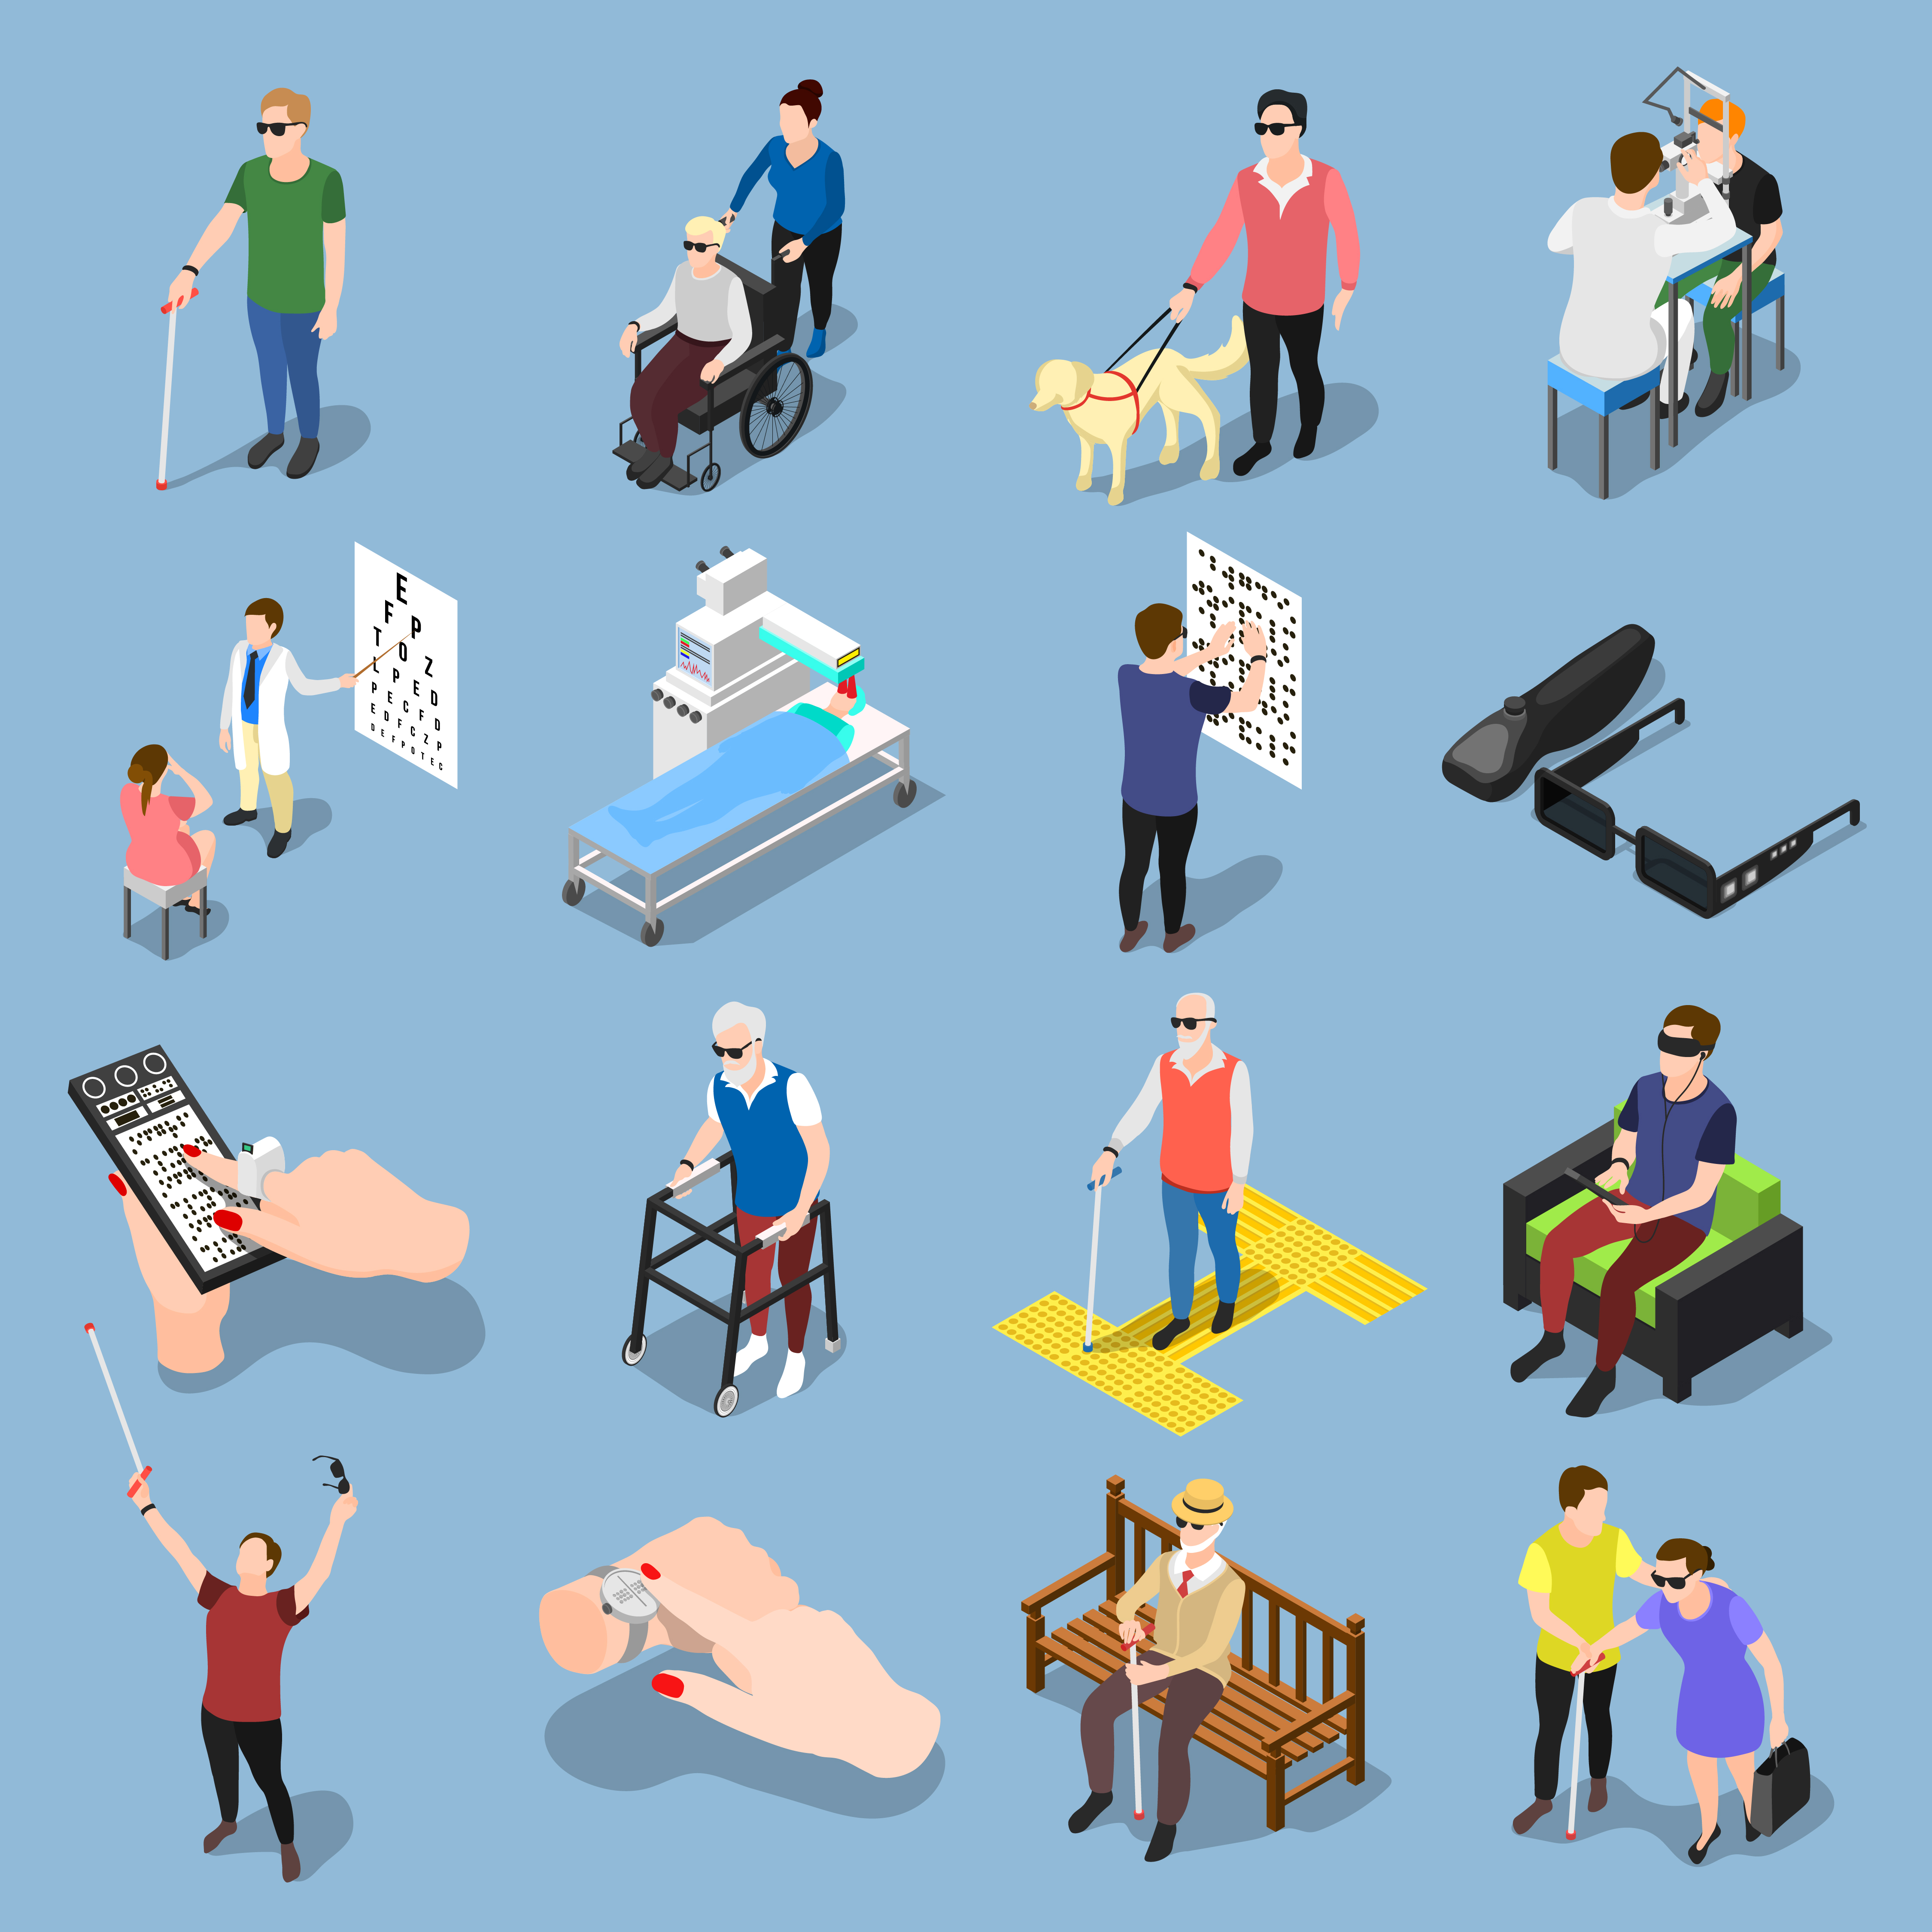 E
F P
T O Z
L P E D
P E C F D
E D F C Z P
D E F P O T E C